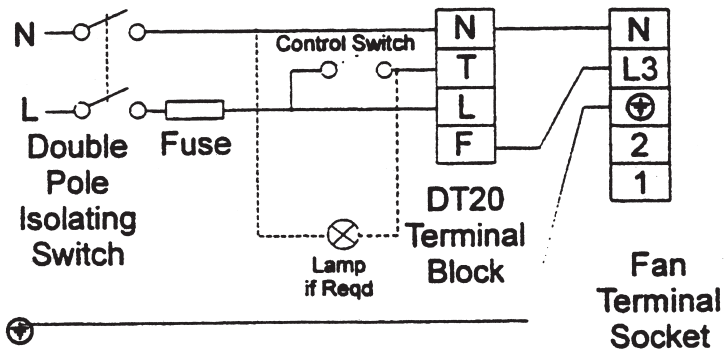 N
L
Double
Pole
Isolating
Switch
Fuse
Control Switch
Lamp
if Reqd
N
T
L
F
DT20
Terminal
Block
N
L3
2
1
Fan
Terminal
Socket